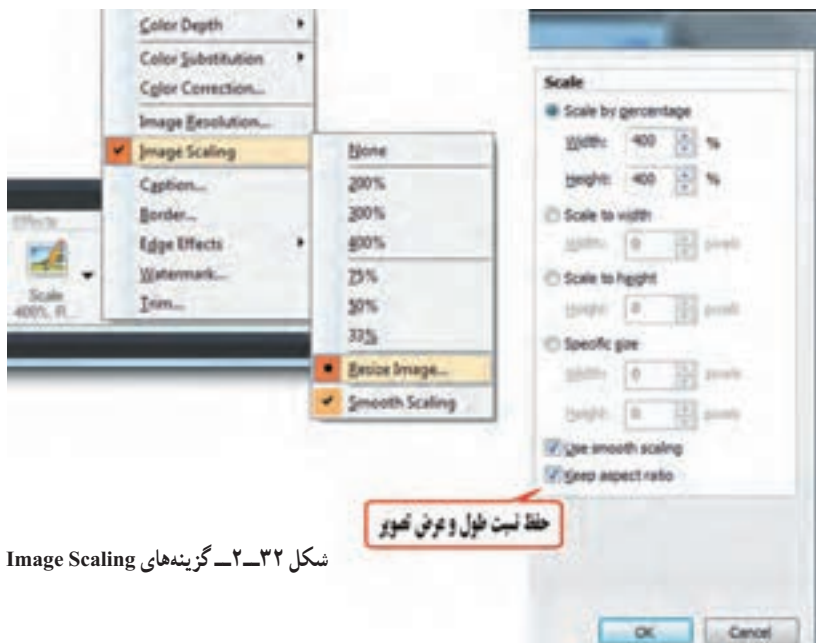 Color Depth
Color Substitution
Color Correction...
Image Resolution...
Image Scaling
Caption...
Border...
Edge Effects
Watermark...
Trim...
Effects
Scale
400%, R...
None
200%
300%
400%
75%
50%
33%
Resize Image...
Smooth Scaling
Scale
Scale by percentage
Width: 400 %
Height: 400 %
Scale to width
Width: 0 pixels
Scale to height
Height: 0 pixels
Specific size
Width: 0 pixels
Height: 0 pixels
Use smooth scaling
Keep aspect ratio
حفظ نسبت طول و عرض تصویر
OK
Cancel
شکل ۳۲ــ۲ــ گزینه‌های Image Scaling